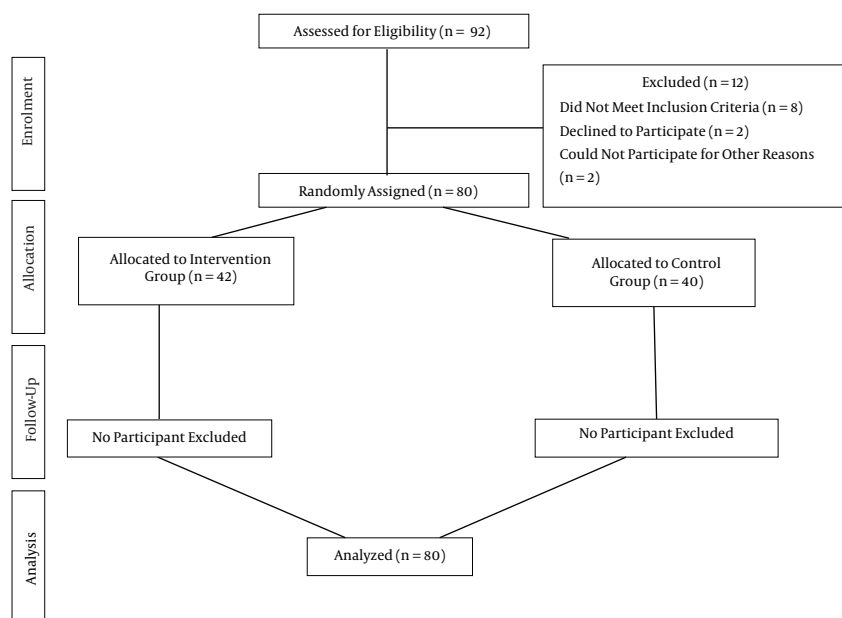 Assessed for Eligibility (n = 92)
Enrolment
Excluded (n = 12)
Did Not Meet Inclusion Criteria (n = 8)
Declined to Participate (n = 2)
Could Not Participate for Other Reasons
(n = 2)
Randomly Assigned (n = 80)
Allocation
Allocated to Intervention
Group (n = 42)
Allocated to Control
Group (n = 40)
Follow-Up
No Participant Excluded
No Participant Excluded
Analysis
Analyzed (n = 80)